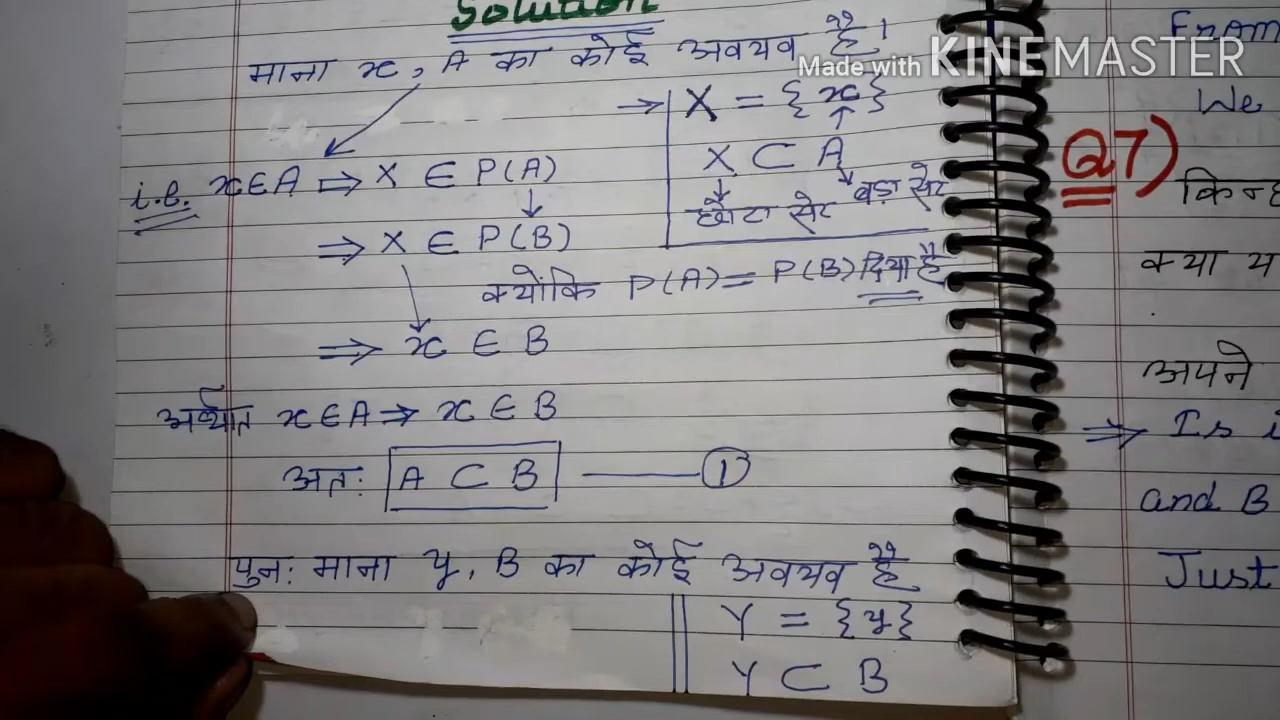 Solution
माना x, A का कोई अवयव है।
Made with KINEMASTER
→ X = {x}
X ⊂ A
छोटा सेट बड़ा सेट
i.e. x∈A ⇒ X ∈ P(A)
⇒ X ∈ P(B)
क्योंकि P(A) = P(B) दिया है
⇒ x ∈ B
अर्थात x∈A ⇒ x ∈ B
अतः A ⊂ B — ①
पुनः माना y, B का कोई अवयव है
Y = {y}
Y ⊂ B
We
Q7)
क्या
अपने
⇒ Is
and B
Just